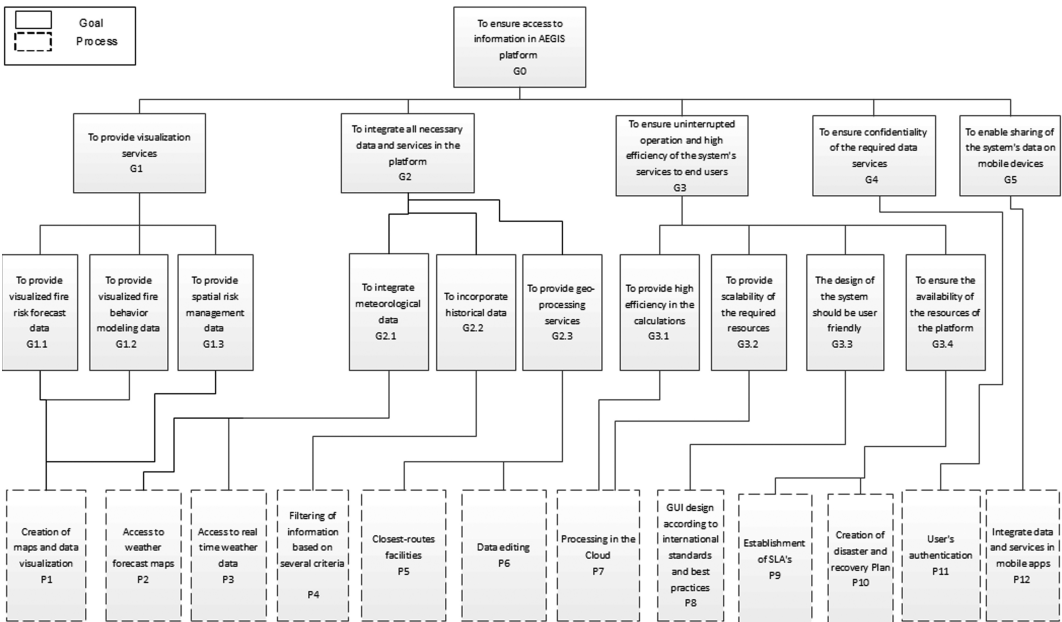 Goal
Process
To ensure access to
information in AEGIS
platform
G0
To provide visualization
services
G1
To integrate all necessary
data and services in the
platform
G2
To ensure uninterrupted
operation and high
efficiency of the system's
services to end users
G3
To ensure confidentiality
of the required data
services
G4
To enable sharing of
the system's data on
mobile devices
G5
To provide
visualized fire
risk forecast
data
G1.1
To provide
visualized fire
behavior
modeling data
G1.2
To provide
spatial risk
management
data
G1.3
To integrate
meteorological
data
G2.1
To incorporate
historical data
G2.2
To provide geo-
processing
services
G2.3
To provide high
efficiency in the
calculations
G3.1
To provide
scalability of
the required
resources
G3.2
The design of
the system
should be user
friendly
G3.3
To ensure the
availability of
the resources of
the platform
G3.4
Creation of
maps and data
visualization
P1
Access to
weather
forecast maps
P2
Access to real
time weather
data
P3
Filtering of
information
based on
several criteria
P4
Closest-routes
facilities
P5
Data editing
P6
Processing in the
Cloud
P7
GUI design
according to
international
standards
and best
practices
P8
Establishment
of SLA's
P9
Creation of
disaster and
recovery Plan
P10
User's
authentication
P11
Integrate data
and services in
mobile apps
P12